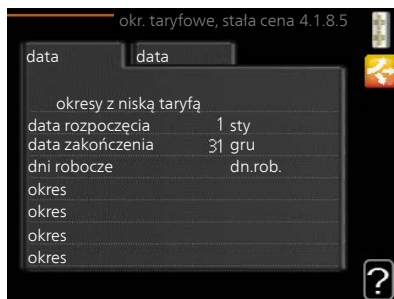 okr. taryfowe, stała cena 4.1.8.5
data data
okresy z niską taryfą
data rozpoczęcia 1 sty
data zakończenia 31 gru
dni robocze dn.rob.
okres
okres
okres
okres
?